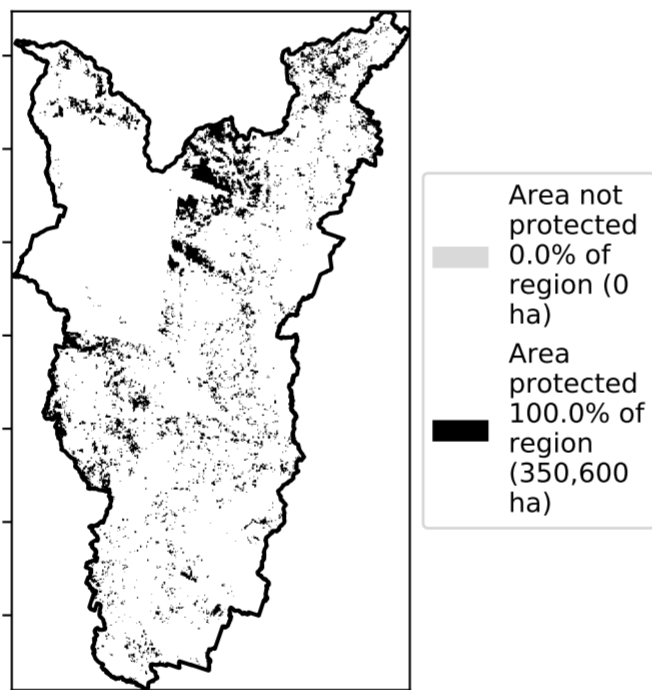 Area not
protected
0.0% of
region (0
ha)
Area
protected
100.0% of
region
(350,600
ha)